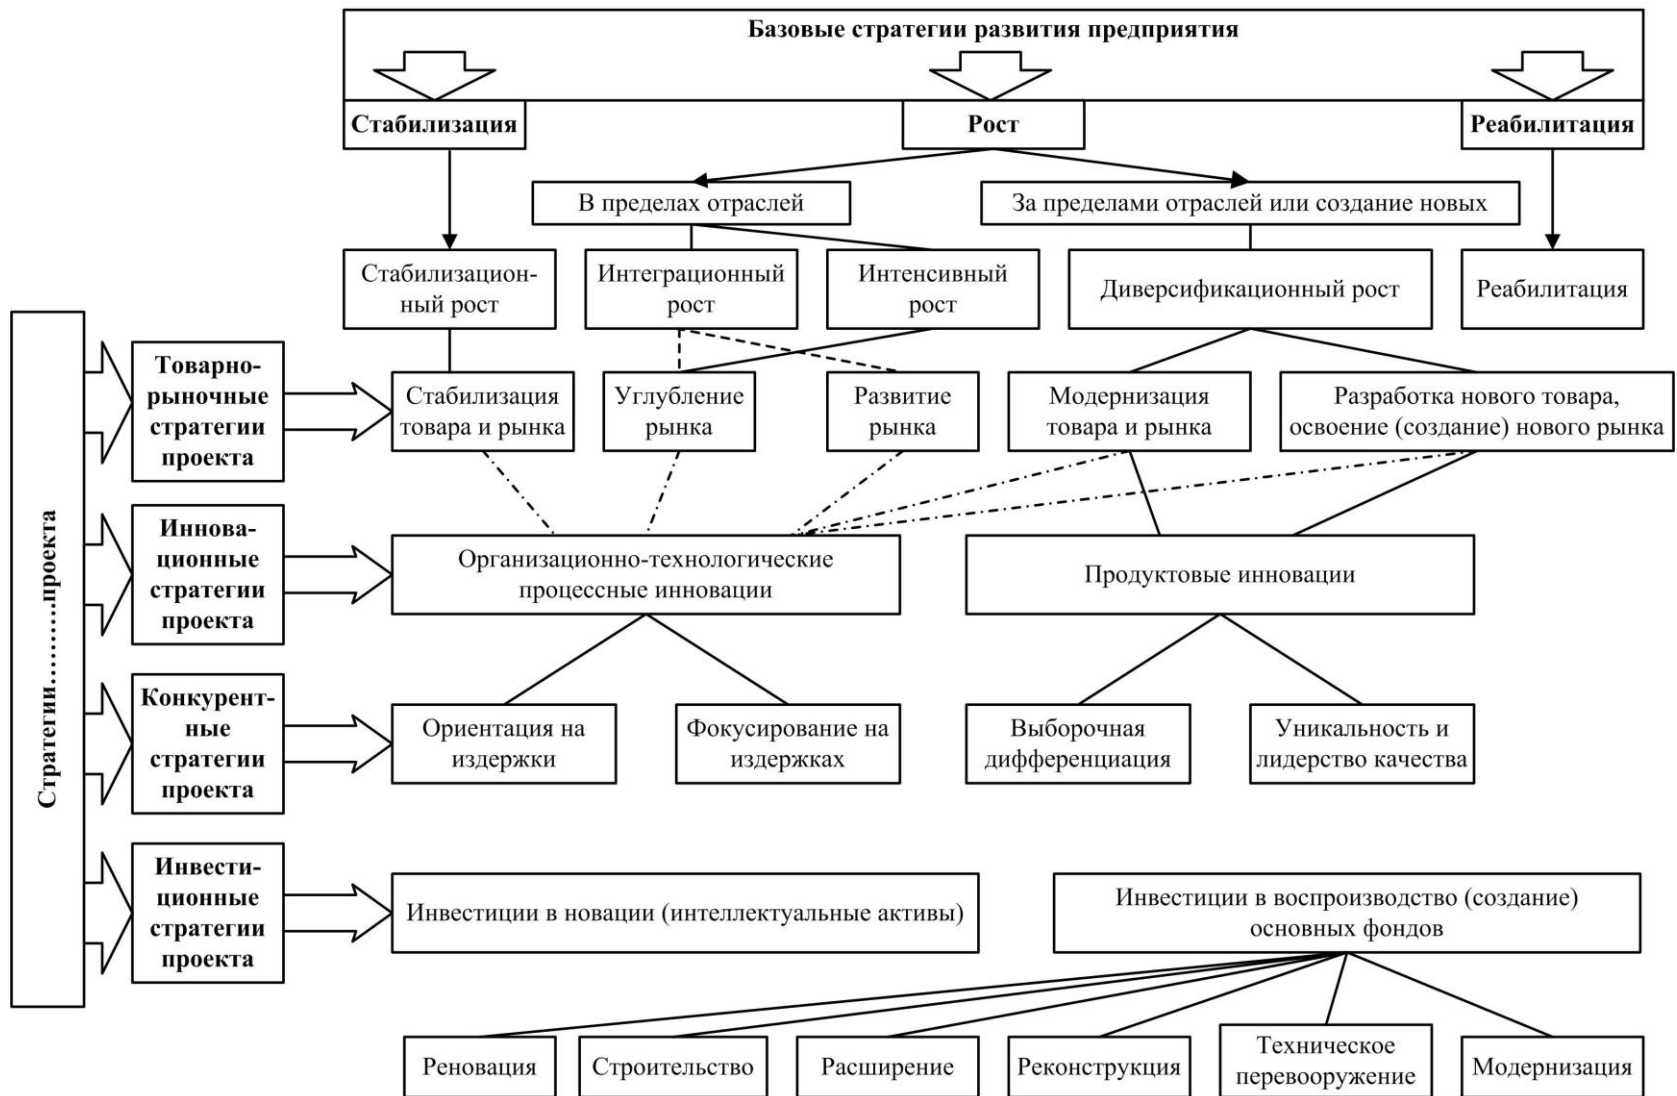 Базовые стратегии развития предприятия
Стабилизация
Рост
Реабилитация
В пределах отраслей
За пределами отраслей или создание новых
Стабилизацион-
ный рост
Интеграционный
рост
Интенсивный
рост
Диверсификационный рост
Реабилитация
Стратегии.........проекта
Товарно-
рыночные
стратегии
проекта
Стабилизация
товара и рынка
Углубление
рынка
Развитие
рынка
Модернизация
товара и рынка
Разработка нового товара,
освоение (создание) нового рынка
Иннова-
ционные
стратегии
проекта
Организационно-технологические
процессные инновации
Продуктовые инновации
Конкурент-
ные
стратегии
проекта
Ориентация на
издержки
Фокусирование на
издержках
Выборочная
дифференциация
Уникальность и
лидерство качества
Инвести-
ционные
стратегии
проекта
Инвестиции в новации (интеллектуальные активы)
Инвестиции в воспроизводство (создание)
основных фондов
Реновация
Строительство
Расширение
Реконструкция
Техническое
перевооружение
Модернизация